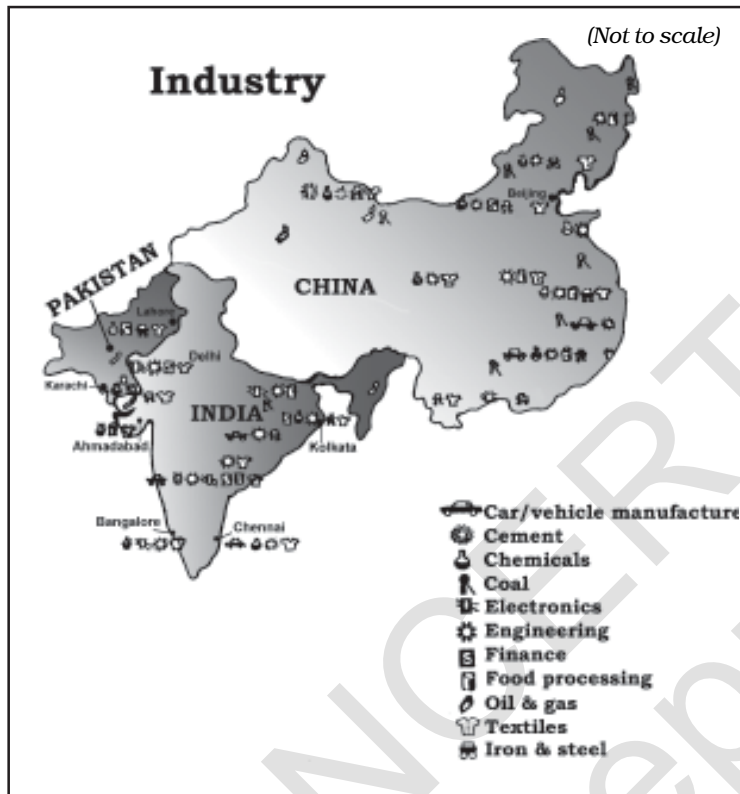 (Not to scale)
Industry
Beijing
PAKISTAN
CHINA
Lahore
Delhi
Karachi
INDIA
Ahmadabad
Kolkata
Bangalore
Chennai
Car/vehicle manufacture
Cement
Chemicals
Coal
Electronics
Engineering
Finance
Food processing
Oil & gas
Textiles
Iron & steel
NCERT